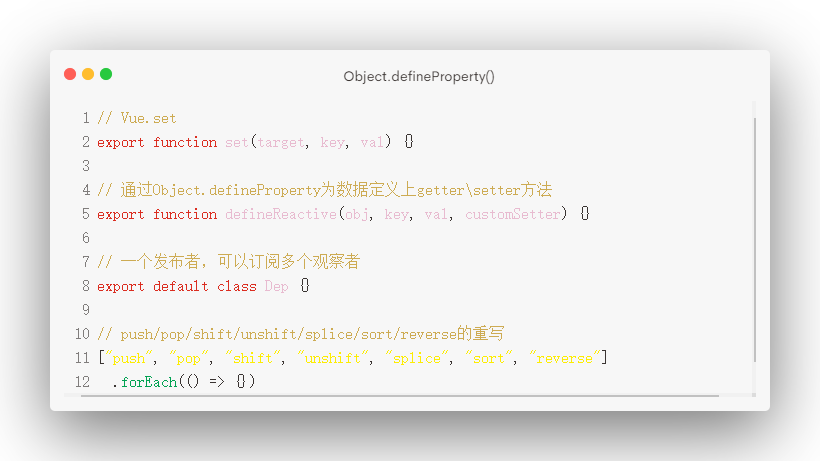 Object.defineProperty()
1 // Vue.set
2 export function set(target, key, val) {}
3
4 // 通过Object.defineProperty为数据定义上getter\setter方法
5 export function defineReactive(obj, key, val, customSetter) {}
6
7 // 一个发布者，可以订阅多个观察者
8 export default class Dep {}
9
10 // push/pop/shift/unshift/splice/sort/reverse的重写
11 ["push", "pop", "shift", "unshift", "splice", "sort", "reverse"]
12 .forEach(() => {})